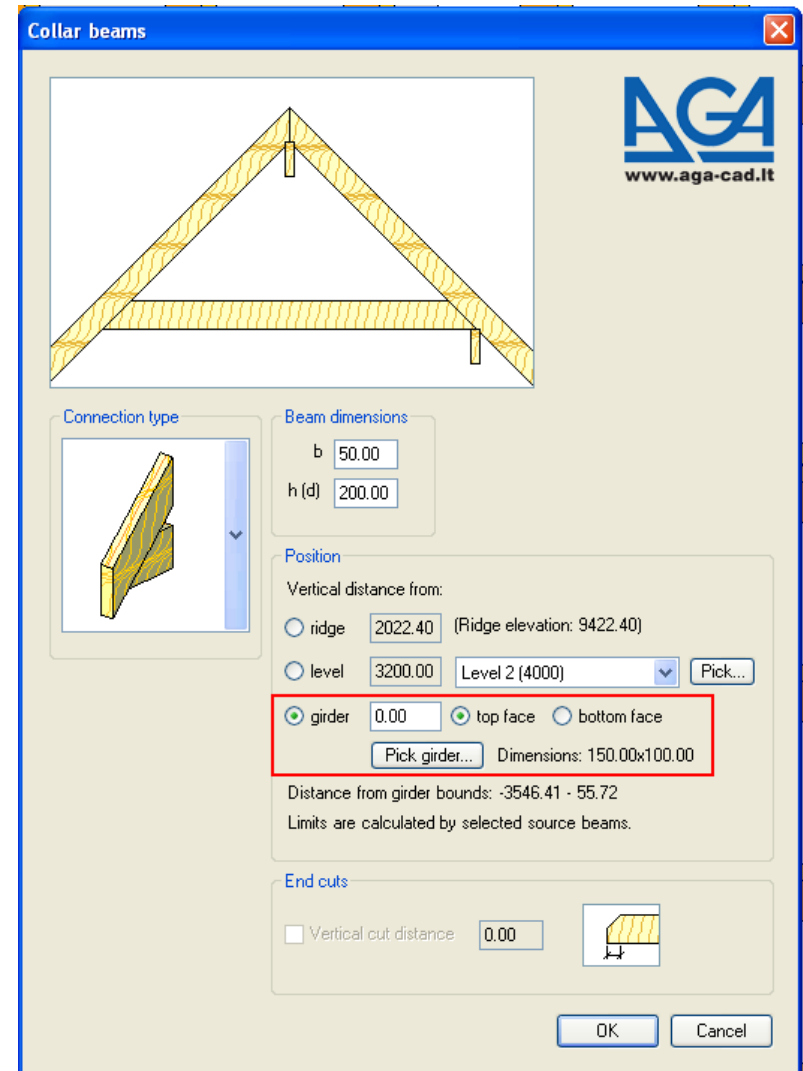 Collar beams
AGA
www.aga-cad.lt
Connection type
Beam dimensions
b 50.00
h (d) 200.00
Position
Vertical distance from:
ridge 2022.40 (Ridge elevation: 9422.40)
level 3200.00 Level 2 (4000) Pick...
girder 0.00 top face bottom face
Pick girder... Dimensions: 150.00x100.00
Distance from girder bounds: -3546.41 - 55.72
Limits are calculated by selected source beams.
End cuts
Vertical cut distance 0.00
OK Cancel